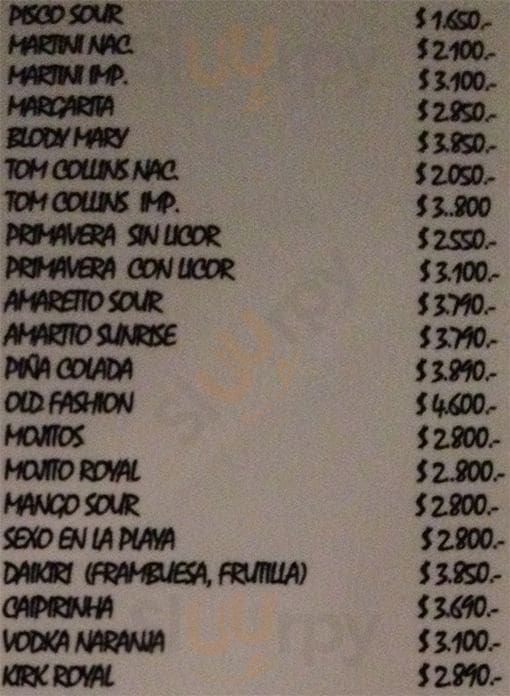 PISCO SOUR $ 1.650.-
MARTINI NAC. $ 2.100.-
MARTINI IMP. $ 3.100.-
MARGARITA $ 2.850.-
BLODY MARY $ 3.850.-
TOM COLLINS NAC. $ 2.050.-
TOM COLLINS IMP. $ 3..800
PRIMAVERA SIN LICOR $ 2.550.-
PRIMAVERA CON LICOR $ 3.100.-
AMARETTO SOUR $ 3.790.-
AMARTTO SUNRISE $ 3.790.-
PIÑA COLADA $ 3.890.-
OLD FASHION $ 4.600.-
MOJITOS $ 2.800.-
MOJITO ROYAL $ 2..800.-
MANGO SOUR $ 2.800.-
SEXO EN LA PLAYA $ 2.800.-
DAIKIRI (FRAMBUESA, FRUTILLA) $ 3.850.-
CAIPIRINHA $ 3.690.-
VODKA NARANJA $ 3.100.-
KIRK ROYAL $ 2.890.-
sluurpy
sluurpy
sluurpy